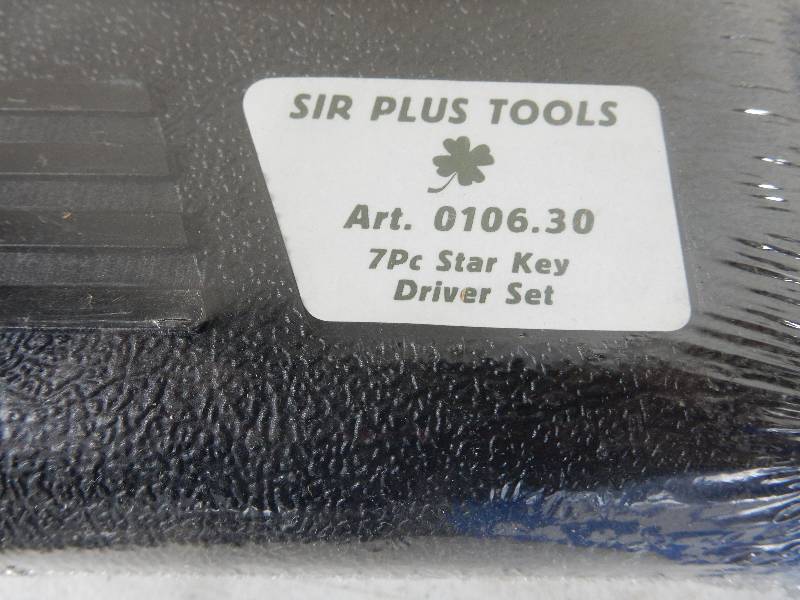 SIR PLUS TOOLS
Art. 0106.30
7Pc Star Key
Driver Set